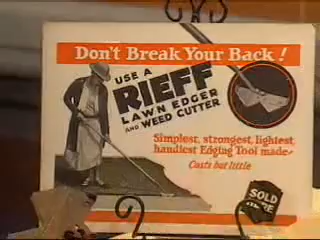 Don't Break Your Back!
USE A
RIEFF
LAWN EDGER
AND WEED CUTTER
Simplest, strongest, lightest,
handiest Edging Tool made -
Costs but little
SOLD
HERE